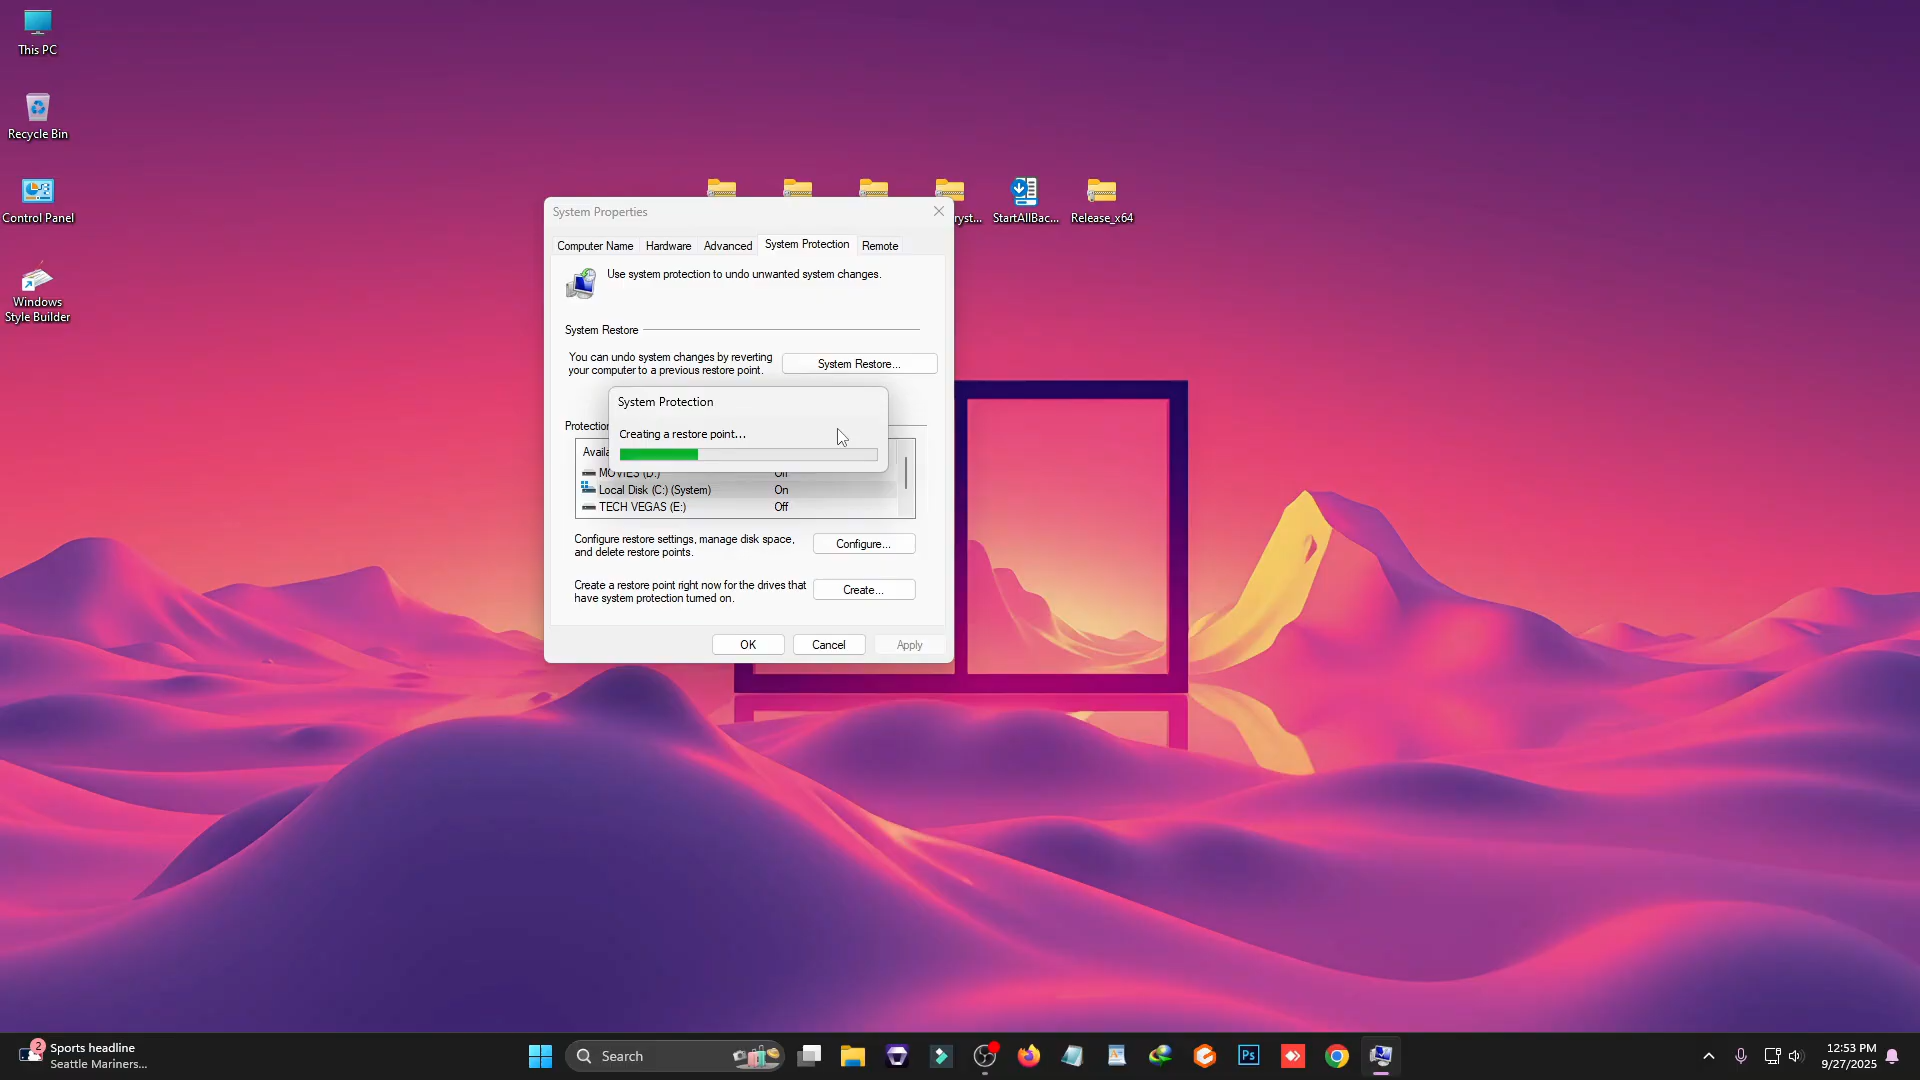 This PC
Recycle Bin
Control Panel
Windows
Style Builder
StartAllBac...
Release_x64
System Properties
Computer Name
Hardware
Advanced
System Protection
Remote
Use system protection to undo unwanted system changes.
System Restore
You can undo system changes by reverting
your computer to a previous restore point.
System Restore...
System Protection
Creating a restore point...
MOVIES (D:)
Off
Local Disk (C:) (System)
On
TECH VEGAS (E:)
Off
Configure restore settings, manage disk space,
and delete restore points.
Configure...
Create a restore point right now for the drives that
have system protection turned on.
Create...
OK
Cancel
Apply
2
Sports headline
Seattle Mariners...
Search
Ps
12:53 PM
9/27/2025